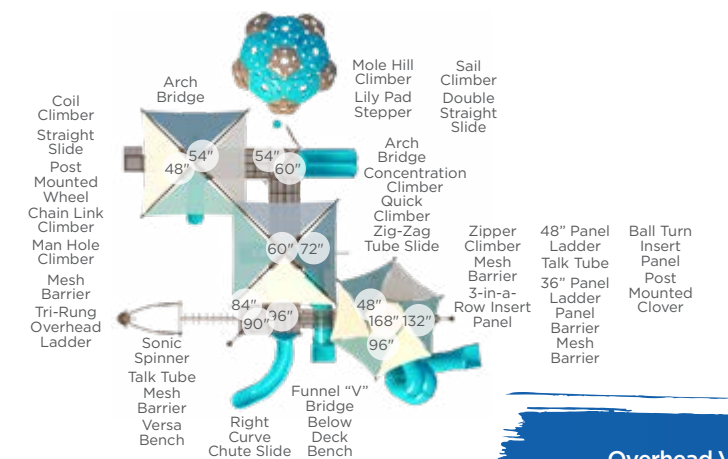 Mole Hill
Climber
Lily Pad
Stepper
Sail
Climber
Double
Straight
Slide
Arch
Bridge
Coil
Climber
Straight
Slide
Post
Mounted
Wheel
Chain Link
Climber
Man Hole
Climber
Mesh
Barrier
Tri-Rung
Overhead
Ladder
54"
48"
54"
60"
Arch
Bridge
Concentration
Climber
Quick
Climber
Zig-Zag
Tube Slide
60"
72"
Zipper
Climber
Mesh
Barrier
3-in-a-
Row Insert
Panel
48" Panel
Ladder
Talk Tube
36" Panel
Ladder
Panel
Barrier
Mesh
Barrier
Ball Turn
Insert
Panel
Post
Mounted
Clover
84"
90"
96"
48"
168"
132"
96"
Sonic
Spinner
Talk Tube
Mesh
Barrier
Versa
Bench
Right
Curve
Chute Slide
Funnel “V”
Bridge
Below
Deck
Bench